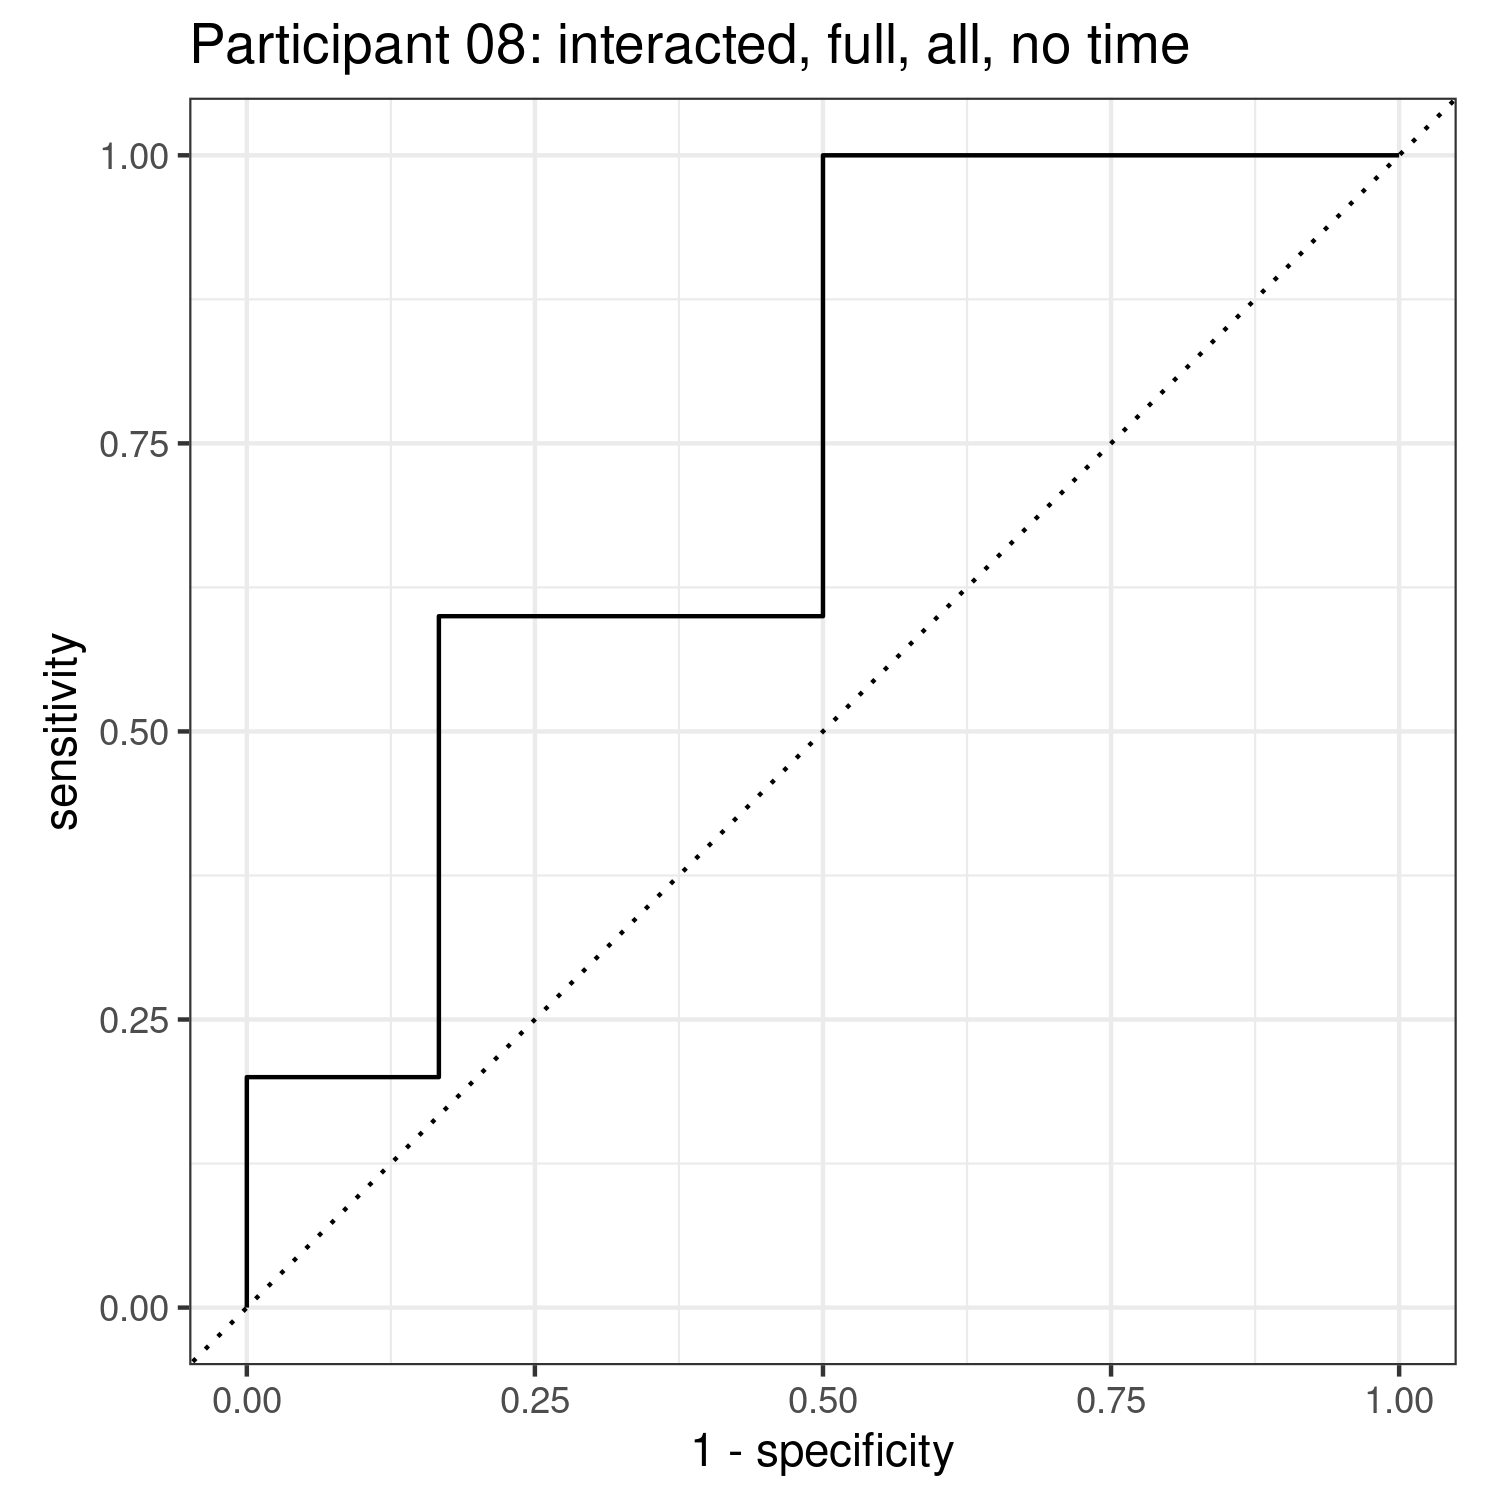 Participant 08: interacted, full, all, no time
1.00
0.75
0.50
0.25
0.00
sensitivity
0.00 0.25 0.50 0.75 1.00
1 - specificity